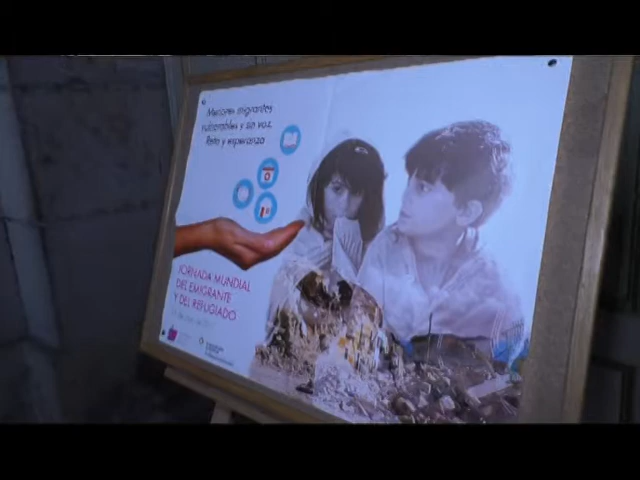 Menores migrantes
vulnerables y sin voz.
Reto y esperanza
JORNADA MUNDIAL
DEL EMIGRANTE
Y DEL REFUGIADO